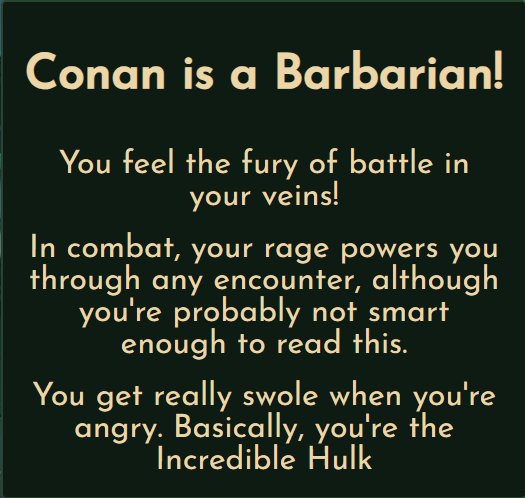 Conan is a Barbarian!
You feel the fury of battle in
your veins!
In combat, your rage powers you
through any encounter, although
you're probably not smart
enough to read this.
You get really swole when you're
angry. Basically, you're the
Incredible Hulk